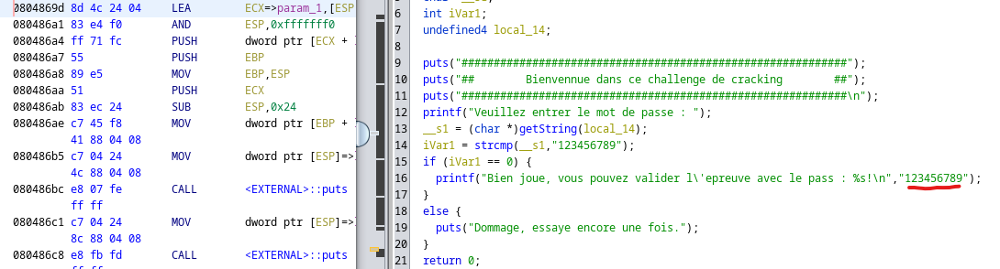 0804869d 8d 4c 24 04 LEA ECX=>param_1,[ESP
080486a1 83 e4 f0 AND ESP,0xfffffff0
080486a4 ff 71 fc PUSH dword ptr [ECX +
080486a7 55 PUSH EBP
080486a8 89 e5 MOV EBP,ESP
080486aa 51 PUSH ECX
080486ab 83 ec 24 SUB ESP,0x24
080486ae c7 45 f8 MOV dword ptr [EBP +
41 88 04 08
080486b5 c7 04 24 MOV dword ptr [ESP]=>
4c 88 04 08
080486bc e8 07 fe CALL <EXTERNAL>::puts
ff ff
080486c1 c7 04 24 MOV dword ptr [ESP]=>
8c 88 04 08
080486c8 e8 fb fd CALL <EXTERNAL>::puts
6 int iVar1;
7 undefined4 local_14;
8
9 puts("############################################################");
10 puts("##        Bienvennue dans ce challenge de cracking        ##");
11 puts("############################################################\n");
12 printf("Veuillez entrer le mot de passe : ");
13 __s1 = (char *)getString(local_14);
14 iVar1 = strcmp(__s1,"123456789");
15 if (iVar1 == 0) {
16 printf("Bien joue, vous pouvez valider l\'epreuve avec le pass : %s!\n","123456789");
17 }
18 else {
19 puts("Dommage, essaye encore une fois.");
20 }
21 return 0;